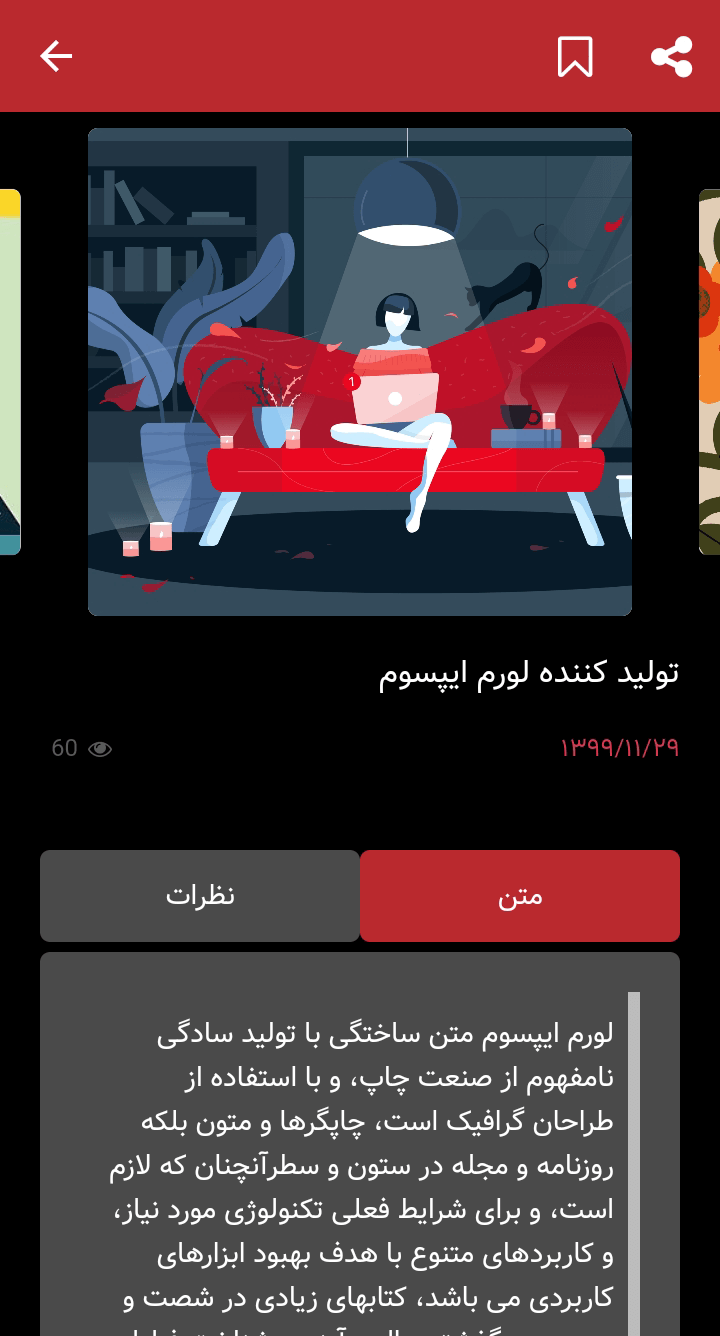 1
تولید کننده لورم ایپسوم
۱۳۹۹/۱۱/۲۹
60
متن
نظرات
لورم ایپسوم متن ساختگی با تولید سادگی
نامفهوم از صنعت چاپ، و با استفاده از
طراحان گرافیک است، چاپگرها و متون بلکه
روزنامه و مجله در ستون و سطرآنچنان که لازم
است، و برای شرایط فعلی تکنولوژی مورد نیاز،
و کاربردهای متنوع با هدف بهبود ابزارهای
کاربردی می باشد، کتابهای زیادی در شصت و